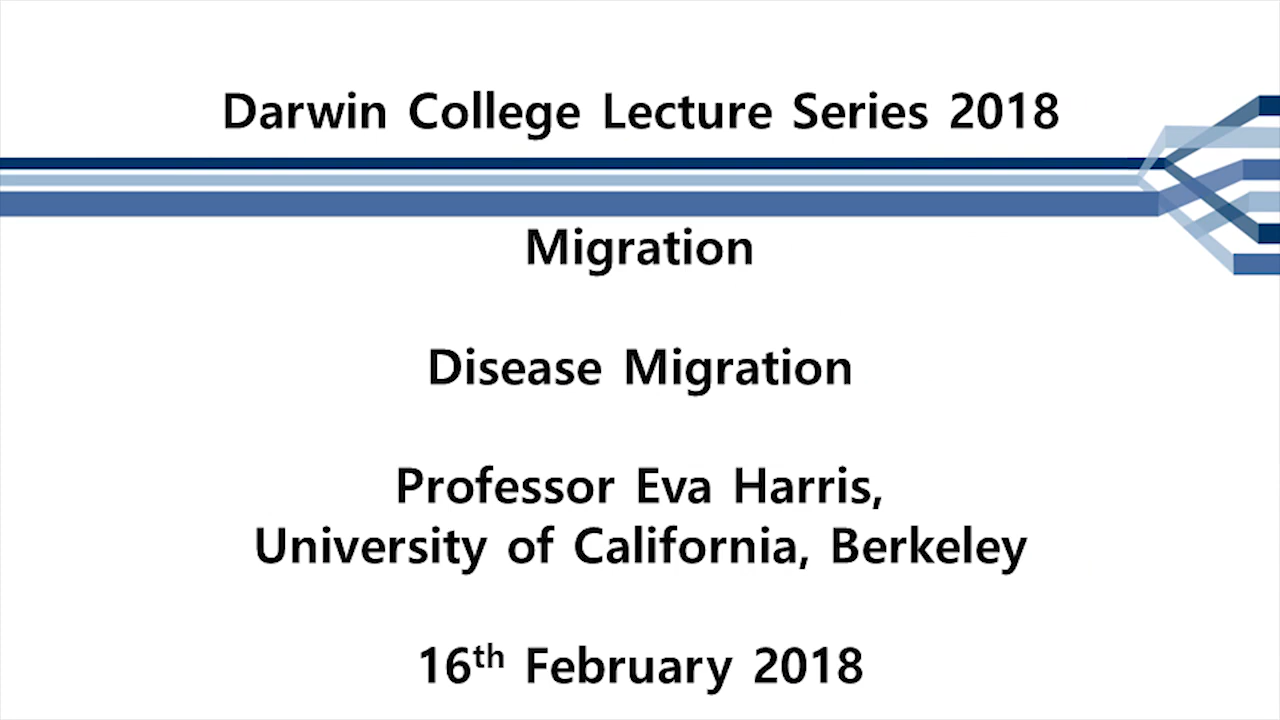 Darwin College Lecture Series 2018
Migration
Disease Migration
Professor Eva Harris,
University of California, Berkeley
16th February 2018